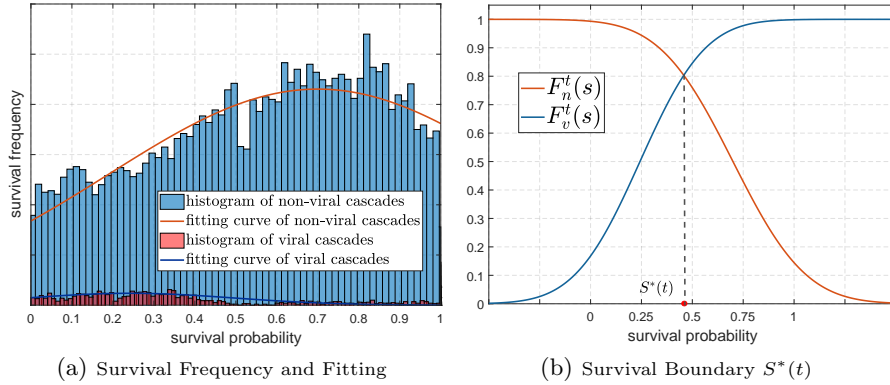 survival frequency
histogram of non-viral cascades
fitting curve of non-viral cascades
histogram of viral cascades
fitting curve of viral cascades
0 0.1 0.2 0.3 0.4 0.5 0.6 0.7 0.8 0.9 1
survival probability
(a) Survival Frequency and Fitting
1
0.9
0.8
0.7
0.6
0.5
0.4
0.3
0.2
0.1
0
F_n^t(s)
F_v^t(s)
S*(t)
0 0.25 0.5 0.75 1
survival probability
(b) Survival Boundary S*(t)